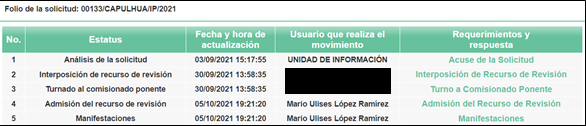 Folio de la solicitud: 00133/CAPULHUA/IP/2021
No. Estatus Fecha y hora de actualización Usuario que realiza el movimiento Requerimientos y respuesta
1 Análisis de la solicitud 03/09/2021 15:17:55 UNIDAD DE INFORMACIÓN Acuse de la Solicitud
2 Interposición de recurso de revisión 30/09/2021 13:58:35 Interposición de Recurso de Revisión
3 Turnado al comisionado ponente 30/09/2021 13:58:35 Turno a Comisionado Ponente
4 Admisión del recurso de revisión 05/10/2021 19:21:20 Mario Ulises López Ramírez Admisión del Recurso de Revisión
5 Manifestaciones 05/10/2021 19:21:20 Mario Ulises López Ramírez Manifestaciones